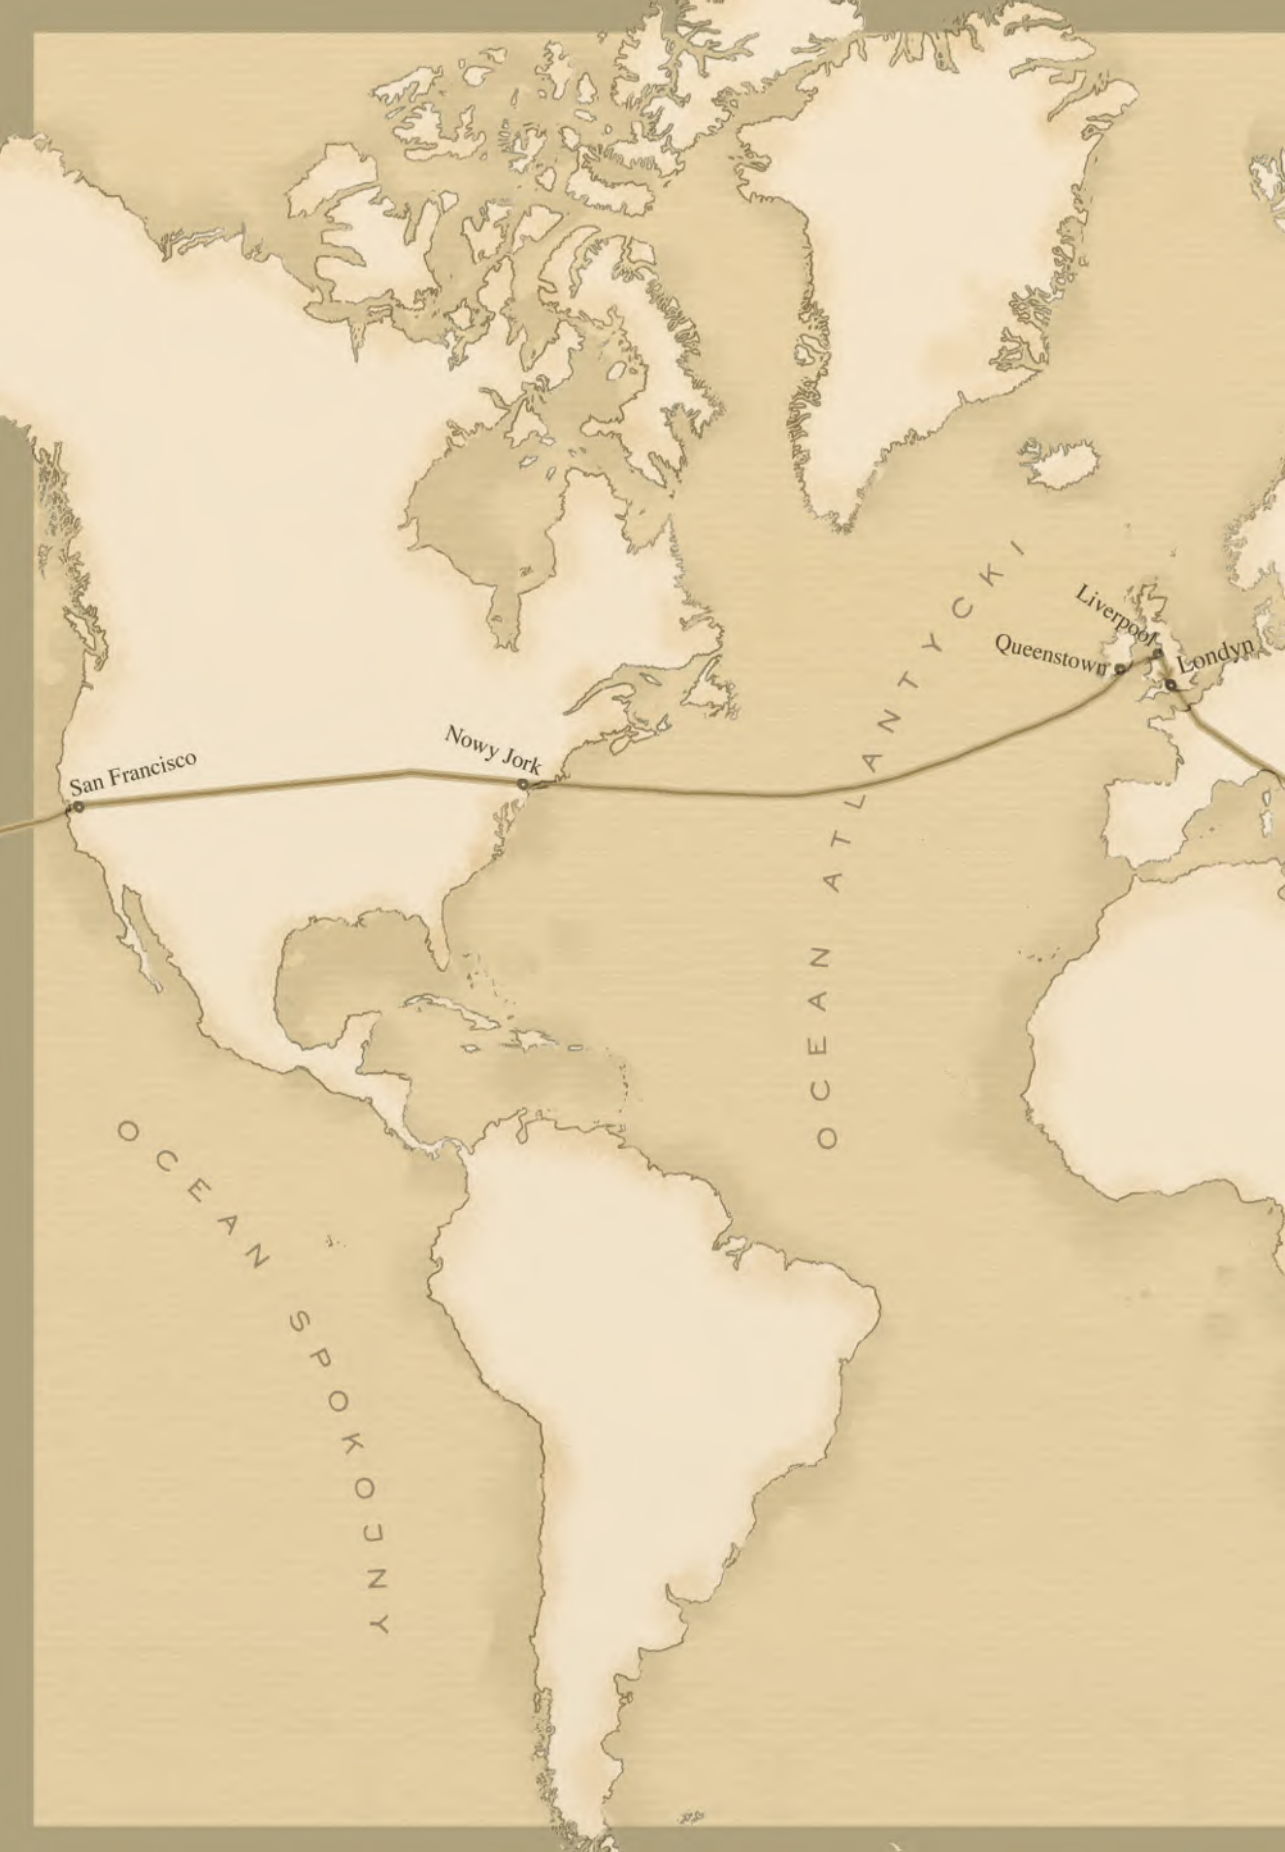 Liverpool
Queenstown
Londyn
Nowy Jork
San Francisco
OCEAN ATLANTYCKI
OCEAN SPOKOJNY